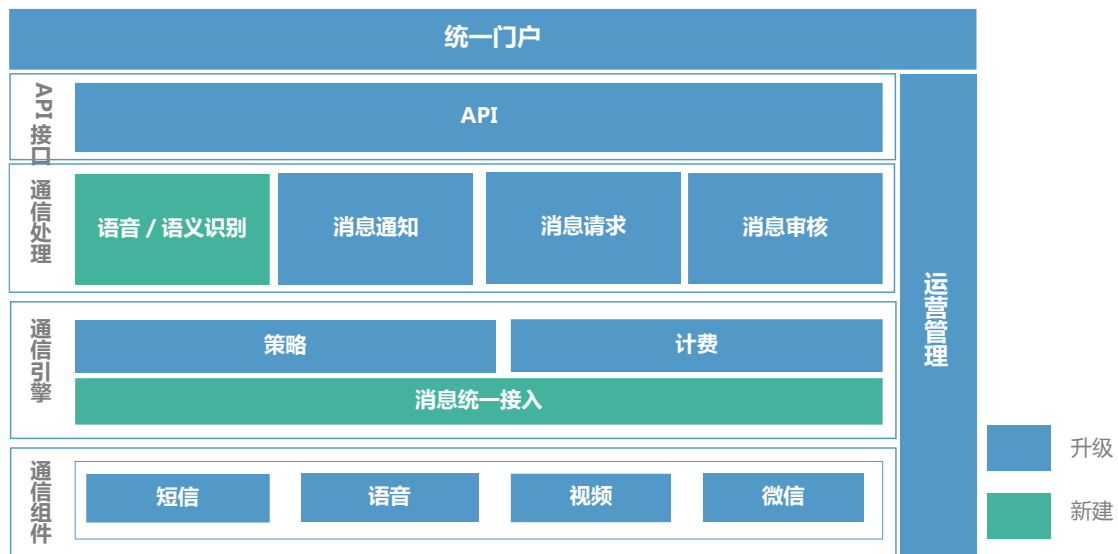 统一门户
API 接口
API
通信处理
语音 / 语义识别
消息通知
消息请求
消息审核
运营管理
通信引擎
策略
计费
消息统一接入
通信组件
短信
语音
视频
微信
升级
新建